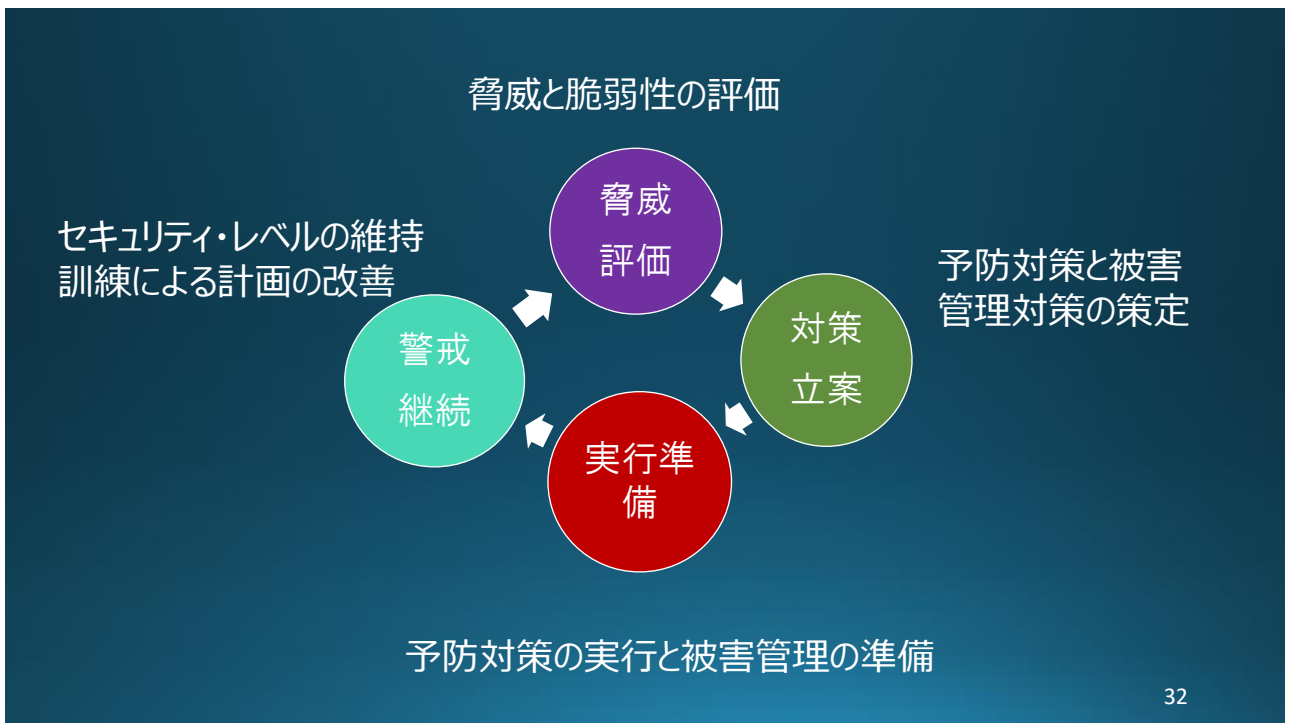 脅威と脆弱性の評価
脅威
評価
セキュリティ・レベルの維持
訓練による計画の改善
予防対策と被害
管理対策の策定
対策
立案
警戒
継続
実行準
備
予防対策の実行と被害管理の準備
32